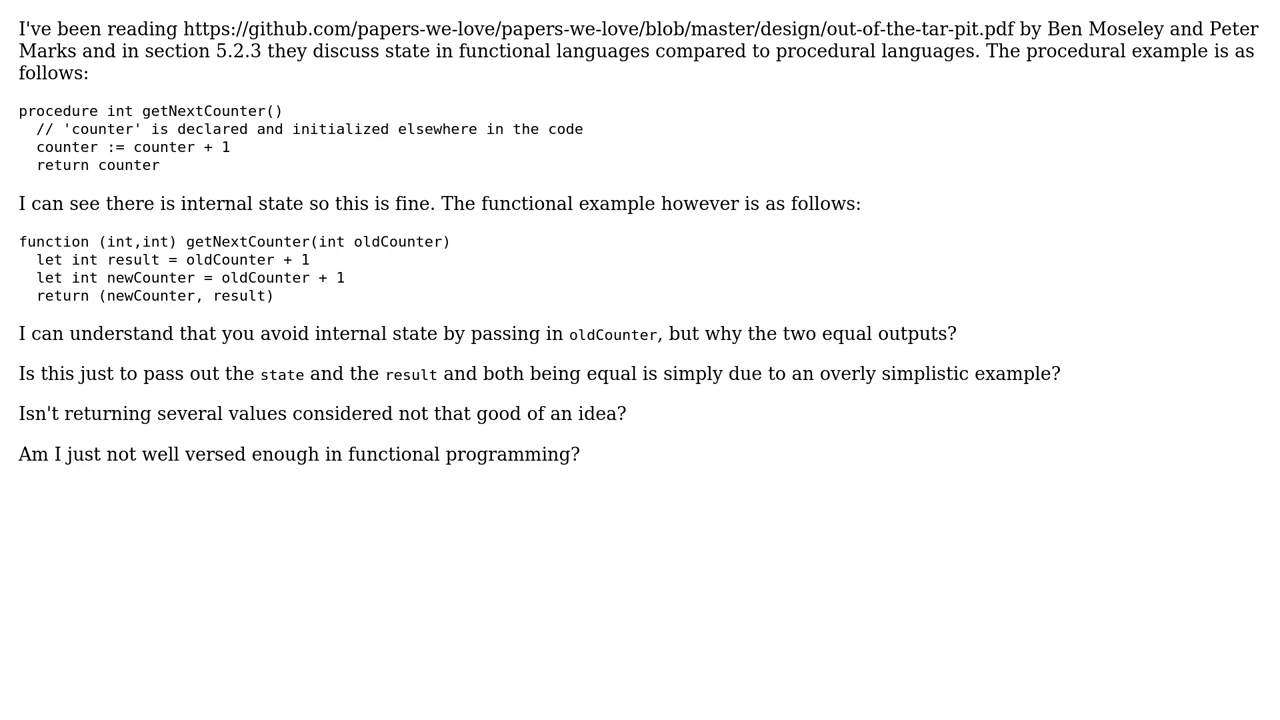 I've been reading https://github.com/papers-we-love/papers-we-love/blob/master/design/out-of-the-tar-pit.pdf by Ben Moseley and Peter
Marks and in section 5.2.3 they discuss state in functional languages compared to procedural languages. The procedural example is as
follows:
procedure int getNextCounter()
  // 'counter' is declared and initialized elsewhere in the code
  counter := counter + 1
  return counter
I can see there is internal state so this is fine. The functional example however is as follows:
function (int,int) getNextCounter(int oldCounter)
  let int result = oldCounter + 1
  let int newCounter = oldCounter + 1
  return (newCounter, result)
I can understand that you avoid internal state by passing in oldCounter, but why the two equal outputs?
Is this just to pass out the state and the result and both being equal is simply due to an overly simplistic example?
Isn't returning several values considered not that good of an idea?
Am I just not well versed enough in functional programming?